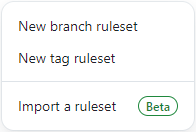 New branch ruleset
New tag ruleset
Import a ruleset Beta